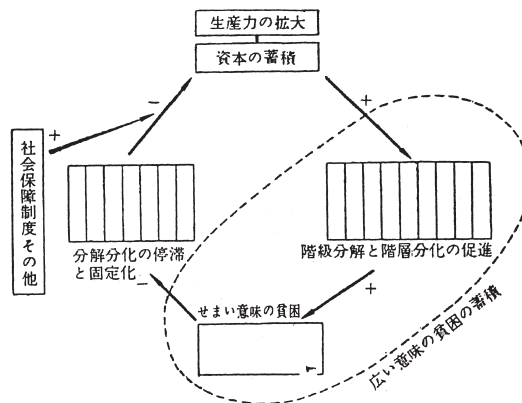 生産力の拡大
資本の蓄積
－
＋
＋
社会保障制度その他
分解分化の停滞
と固定化
階級分解と階層分化の促進
－
＋
せまい意味の貧困
広い意味の貧困の蓄積